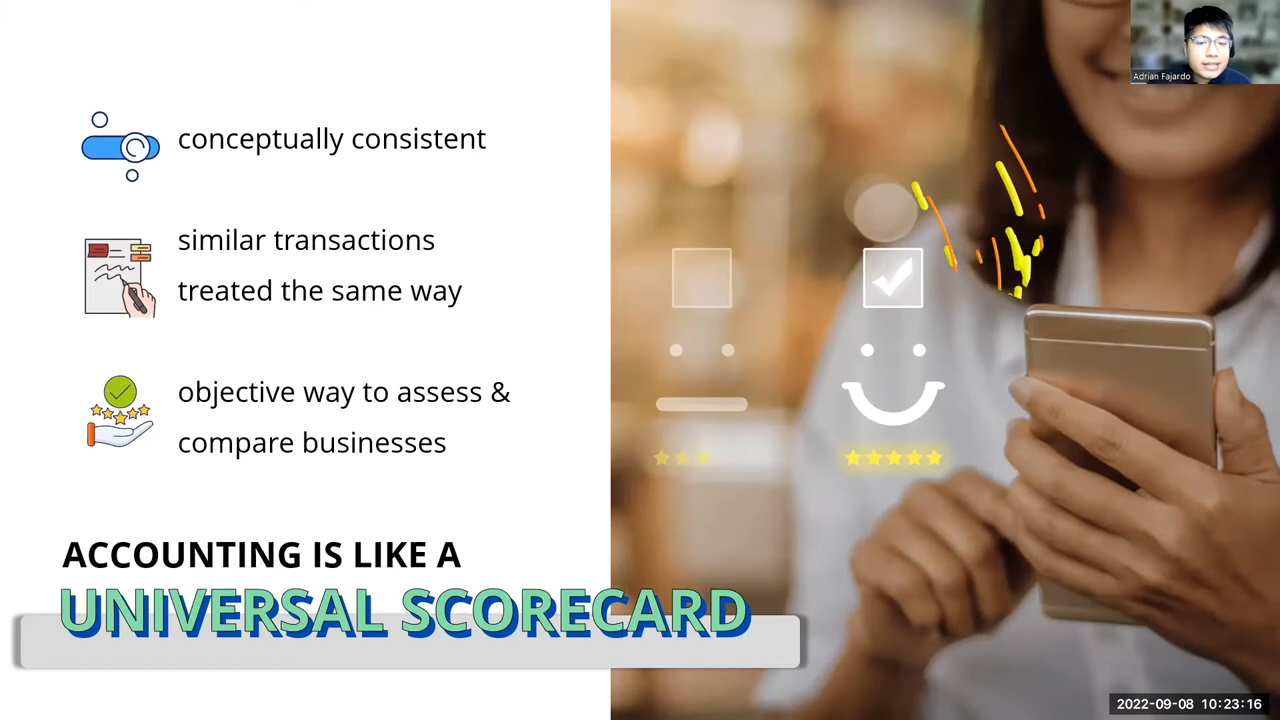 Adrian Fajardo
conceptually consistent
similar transactions
treated the same way
objective way to assess &
compare businesses
ACCOUNTING IS LIKE A
UNIVERSAL SCORECARD
2022-09-08 10:23:16